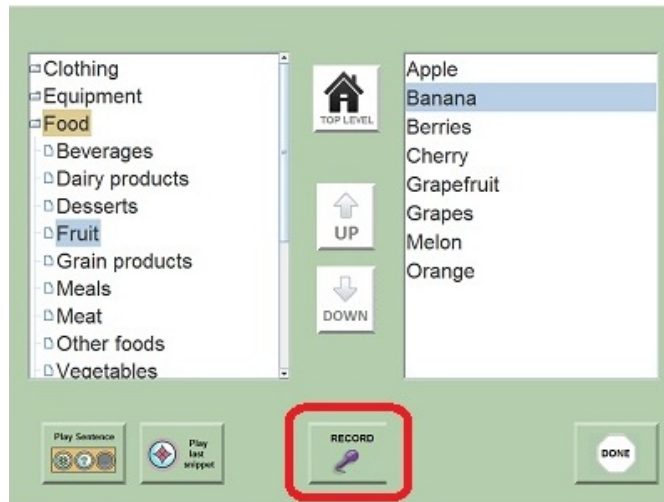 Clothing
Equipment
Food
Beverages
Dairy products
Desserts
Fruit
Grain products
Meals
Meat
Other foods
Vegetables
TOP LEVEL
UP
DOWN
Apple
Banana
Berries
Cherry
Grapefruit
Grapes
Melon
Orange
Play Sentence
Play
last
snippet
RECORD
DONE